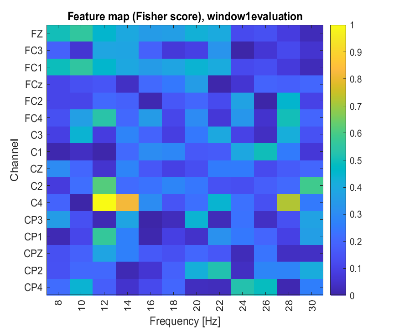 Feature map (Fisher score), window1evaluation
Channel
FZ
FC3
FC1
FCz
FC2
FC4
C3
C1
CZ
C2
C4
CP3
CP1
CPZ
CP2
CP4
8 10 12 14 16 18 20 22 24 26 28 30
Frequency [Hz]
1
0.9
0.8
0.7
0.6
0.5
0.4
0.3
0.2
0.1
0